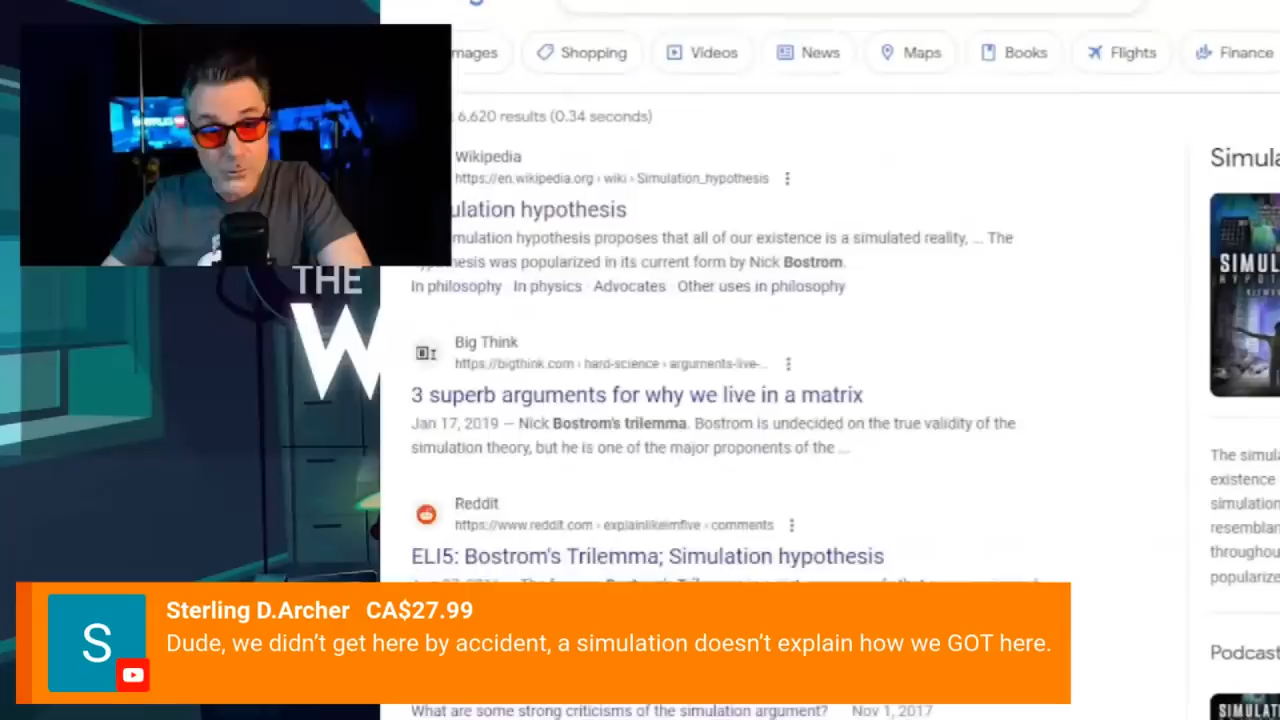 mages
Shopping
Videos
News
Maps
Books
Flights
Finance
6,620 results (0.34 seconds)
Wikipedia
https://en.wikipedia.org › wiki › Simulation_hypothesis
ulation hypothesis
mulation hypothesis proposes that all of our existence is a simulated reality, ... The
hesis was popularized in its current form by Nick Bostrom.
In philosophy · In physics · Advocates · Other uses in philosophy
Big Think
https://bigthink.com › hard-science › arguments-live-...
3 superb arguments for why we live in a matrix
Jan 17, 2019 — Nick Bostrom's trilemma. Bostrom is undecided on the true validity of the
simulation theory, but he is one of the major proponents of the ...
Reddit
https://www.reddit.com › explainlikeimfive › comments
ELI5: Bostrom's Trilemma; Simulation hypothesis
What are some strong criticisms of the simulation argument? Nov 1, 2017
Simula
SIMUL
The simula
existence
simulation
resemblan
throughou
popularize
Podcast
SIMULAT
THE
W
S
Sterling D.Archer CA$27.99
Dude, we didn't get here by accident, a simulation doesn't explain how we GOT here.